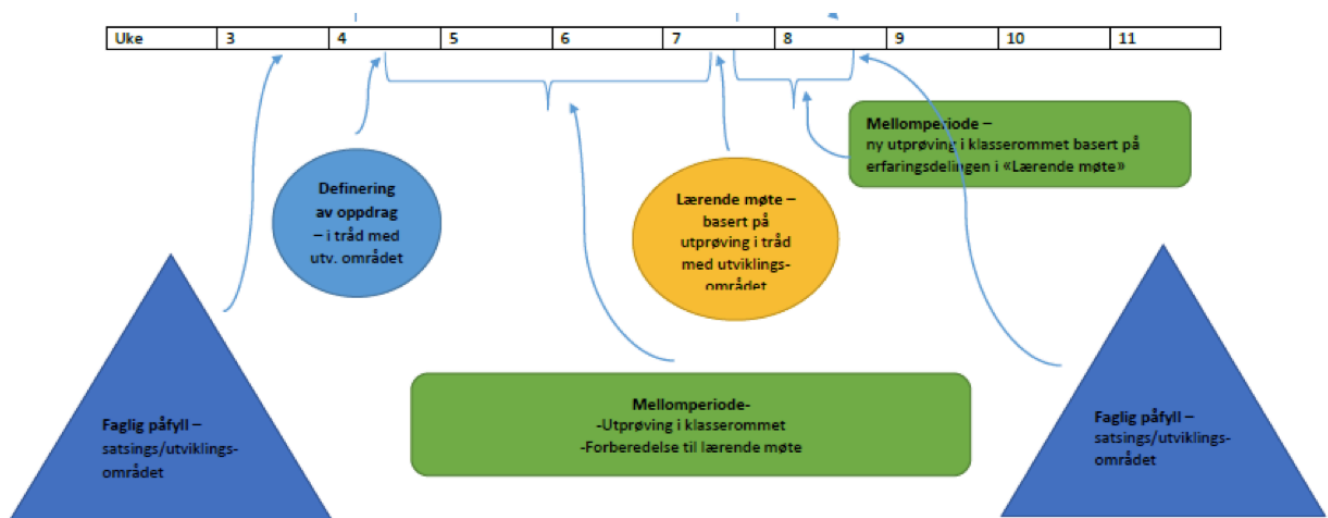 Uke 3 4 5 6 7 8 9 10 11
Mellomperiode –
ny utprøving i klasserommet basert på
erfaringsdelingen i «Lærende møte»
Definering
av oppdrag
– i tråd med
utv. området
Lærende møte –
basert på
utprøving i tråd
med utviklings-
området
Faglig påfyll –
satsings/utviklings-
området
Mellomperiode-
-Utprøving i klasserommet
-Forberedelse til lærende møte
Faglig påfyll –
satsings/utviklings-
området